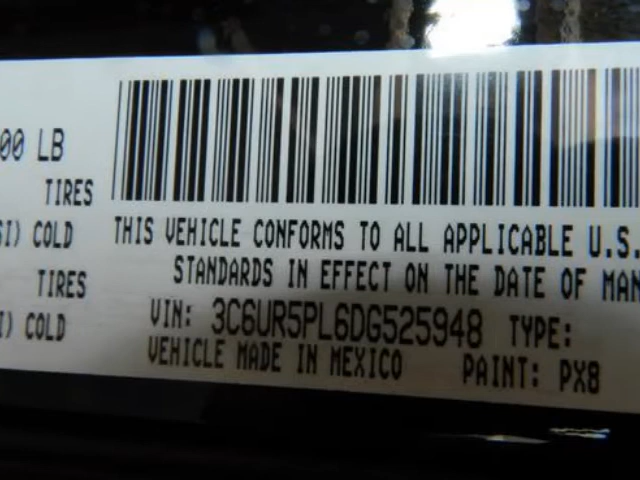 00 LB
TIRES
SI) COLD
TIRES
I) COLD
THIS VEHICLE CONFORMS TO ALL APPLICABLE U.S.
STANDARDS IN EFFECT ON THE DATE OF MAN
VIN: 3C6UR5PL6DG525948 TYPE:
VEHICLE MADE IN MEXICO PAINT: PX8